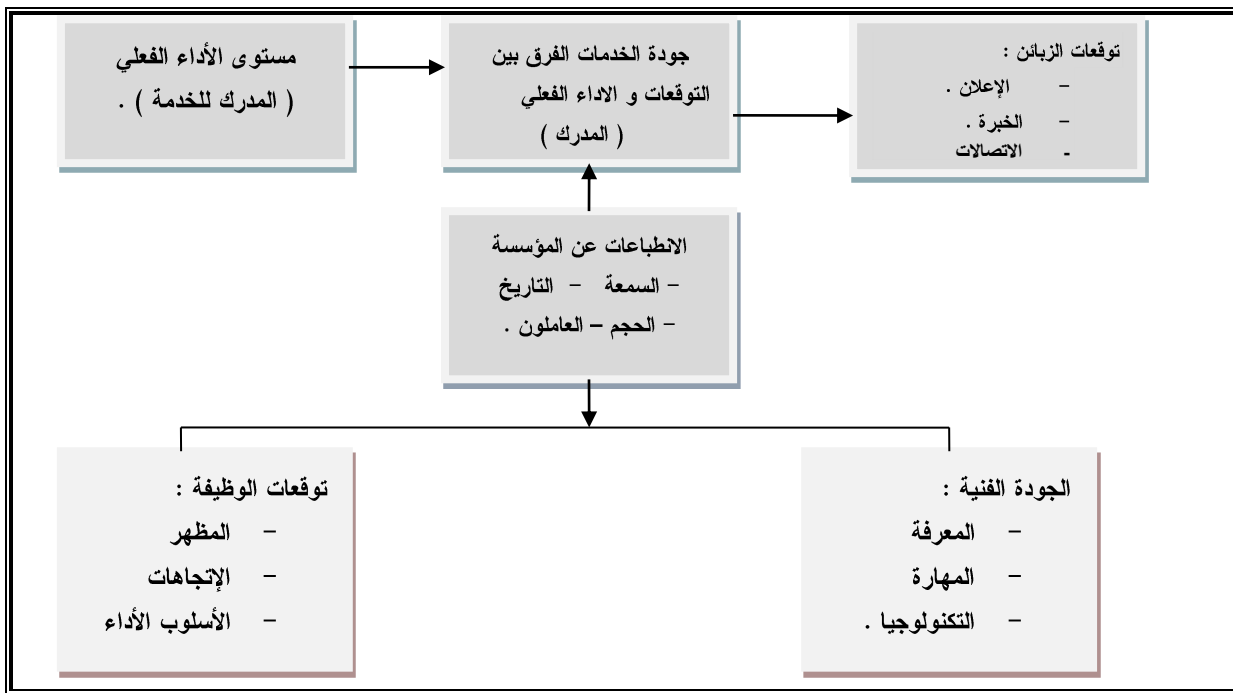 توقعات الزبائن :
– الإعلان .
– الخبرة .
- الاتصالات
جودة الخدمات الفرق بين
التوقعات و الاداء الفعلي
( المدرك )
مستوى الأداء الفعلي
( المدرك للخدمة ) .
الانطباعات عن المؤسسة
– السمعة – التاريخ
– الحجم – العاملون .
الجودة الفنية :
– المعرفة
– المهارة
– التكنولوجيا .
توقعات الوظيفة :
– المظهر
– الإتجاهات
– الأسلوب الأداء